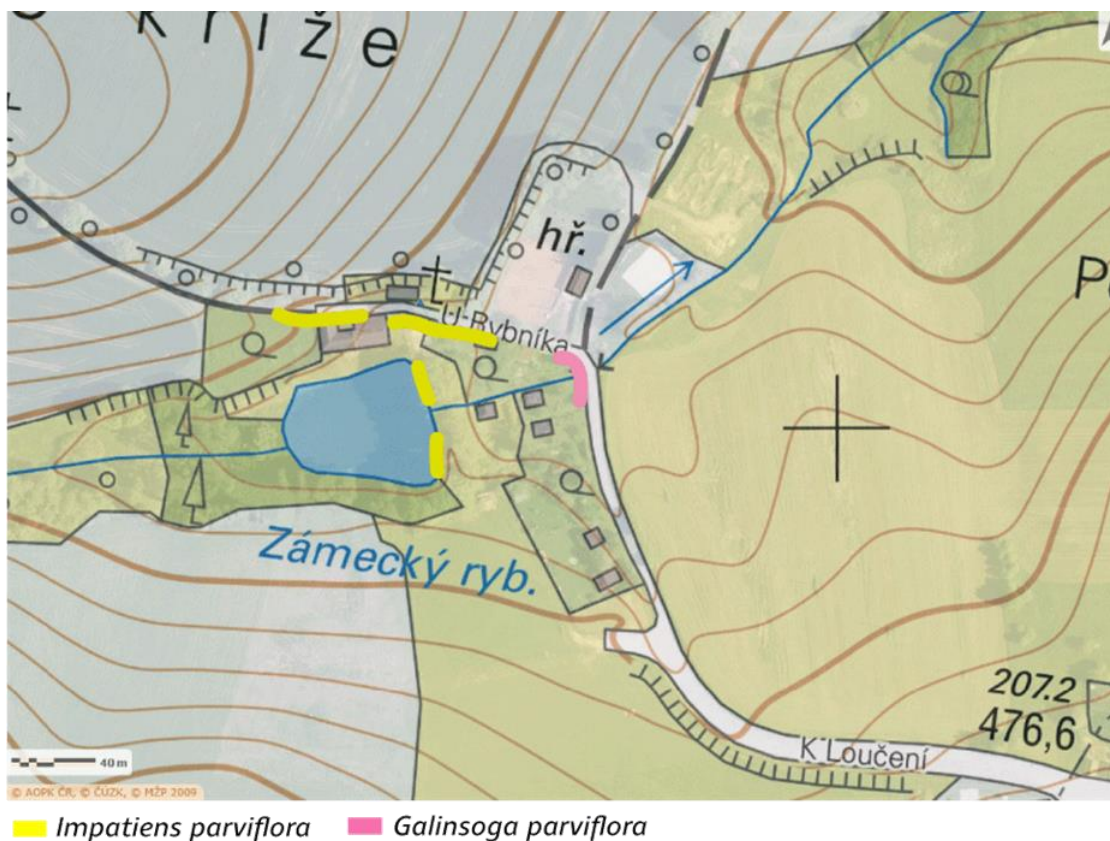 Kříže
hř.
U Rybníka
Zámecký ryb.
207.2
476,6
K Loučení
40 m
© AOPK ČR, © ČÚZK, © MŽP 2009
Impatiens parviflora Galinsoga parviflora